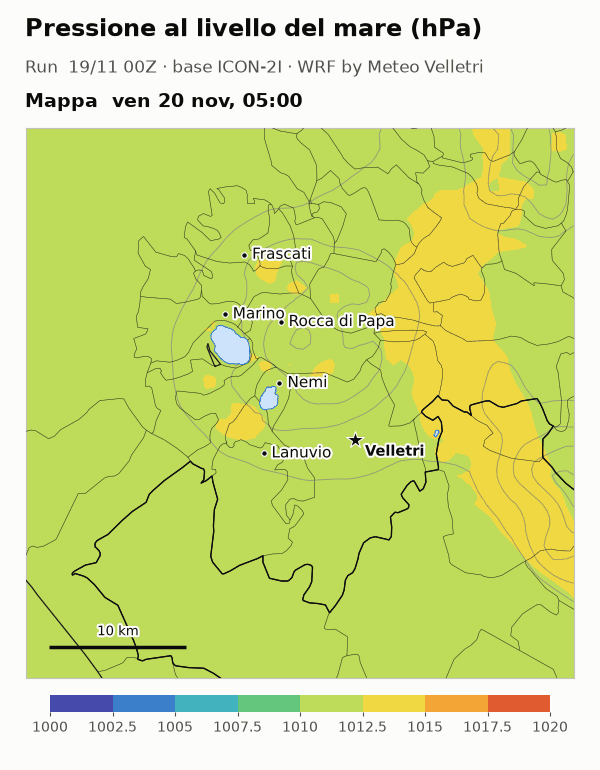 Pressione al livello del mare (hPa)
Run  19/11 00Z · base ICON-2I · WRF by Meteo Velletri
Mappa  ven 20 nov, 05:00
Frascati
Marino
Rocca di Papa
Nemi
Velletri
Lanuvio
10 km
1000 1002.5 1005 1007.5 1010 1012.5 1015 1017.5 1020